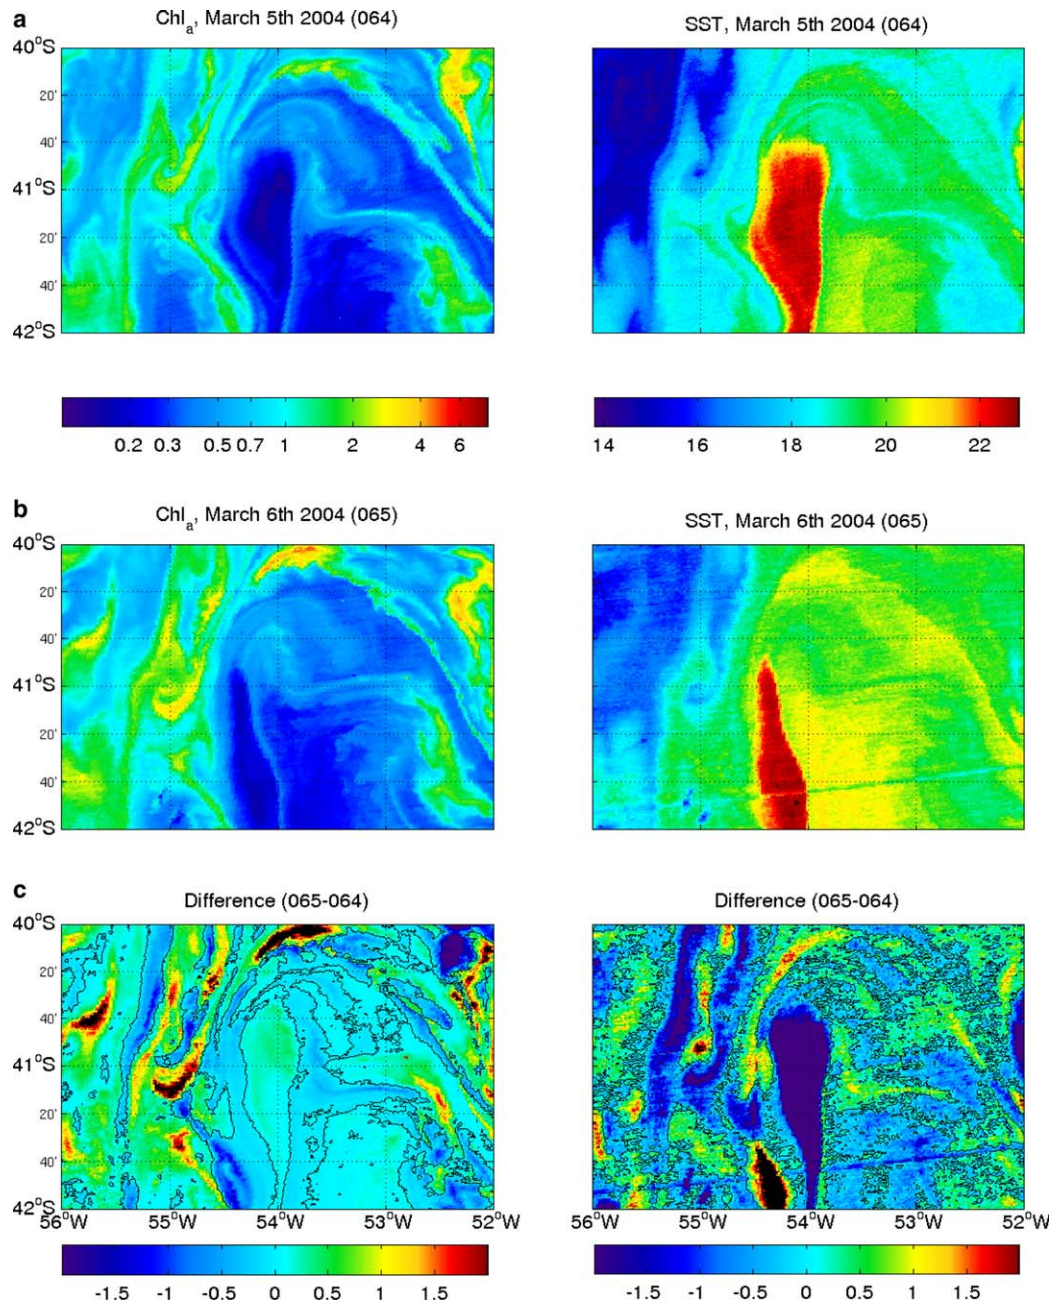 a
Chla, March 5th 2004 (064)
SST, March 5th 2004 (064)
40°S
20'
40'
41°S
20'
40'
42°S
0.2 0.3 0.5 0.7 1 2 4 6
14 16 18 20 22
b
Chla, March 6th 2004 (065)
SST, March 6th 2004 (065)
40°S
20'
40'
41°S
20'
40'
42°S
c
Difference (065-064)
Difference (065-064)
40°S
20'
40'
41°S
20'
40'
42°S
56°W 55°W 54°W 53°W 52°W
56°W 55°W 54°W 53°W 52°W
-1.5 -1 -0.5 0 0.5 1 1.5
-1.5 -1 -0.5 0 0.5 1 1.5